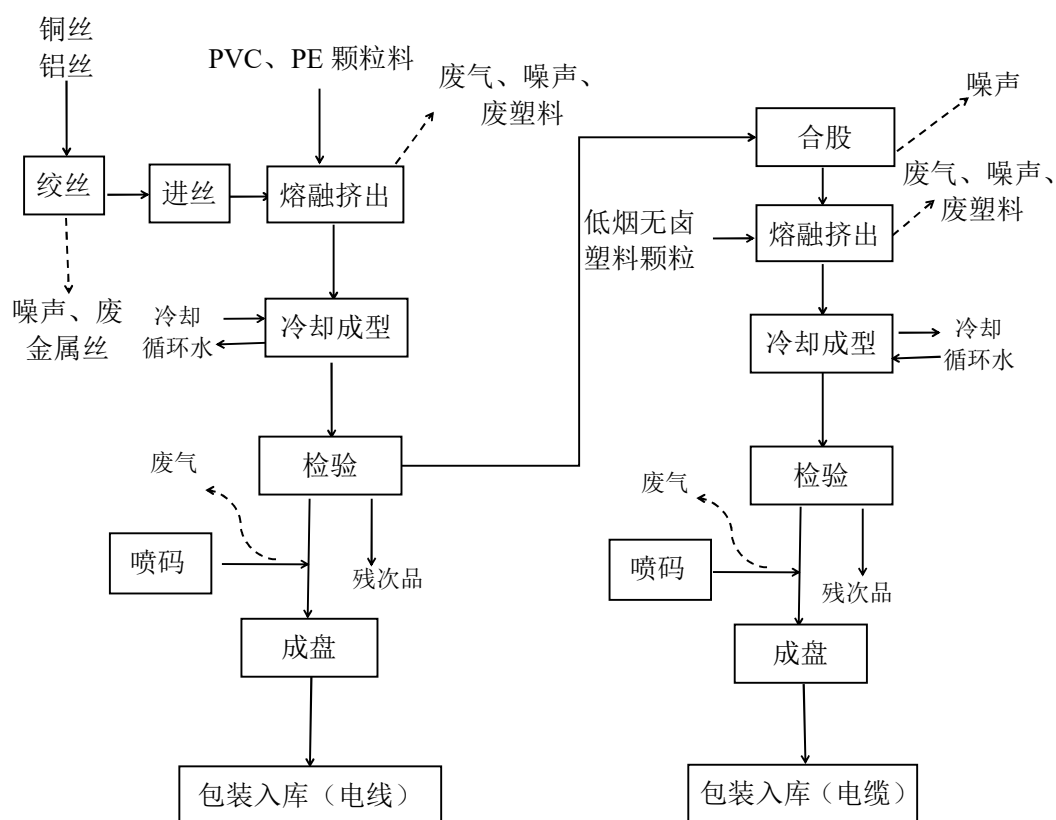 铜丝
铝丝
PVC、PE 颗粒料
废气、噪声、
废塑料
绞丝
进丝
熔融挤出
噪声、废
金属丝
冷却
循环水
冷却成型
检验
废气
喷码
残次品
成盘
包装入库（电线）
噪声
合股
废气、噪声、
废塑料
低烟无卤
塑料颗粒
熔融挤出
冷却成型
冷却
循环水
检验
废气
喷码
残次品
成盘
包装入库（电缆）